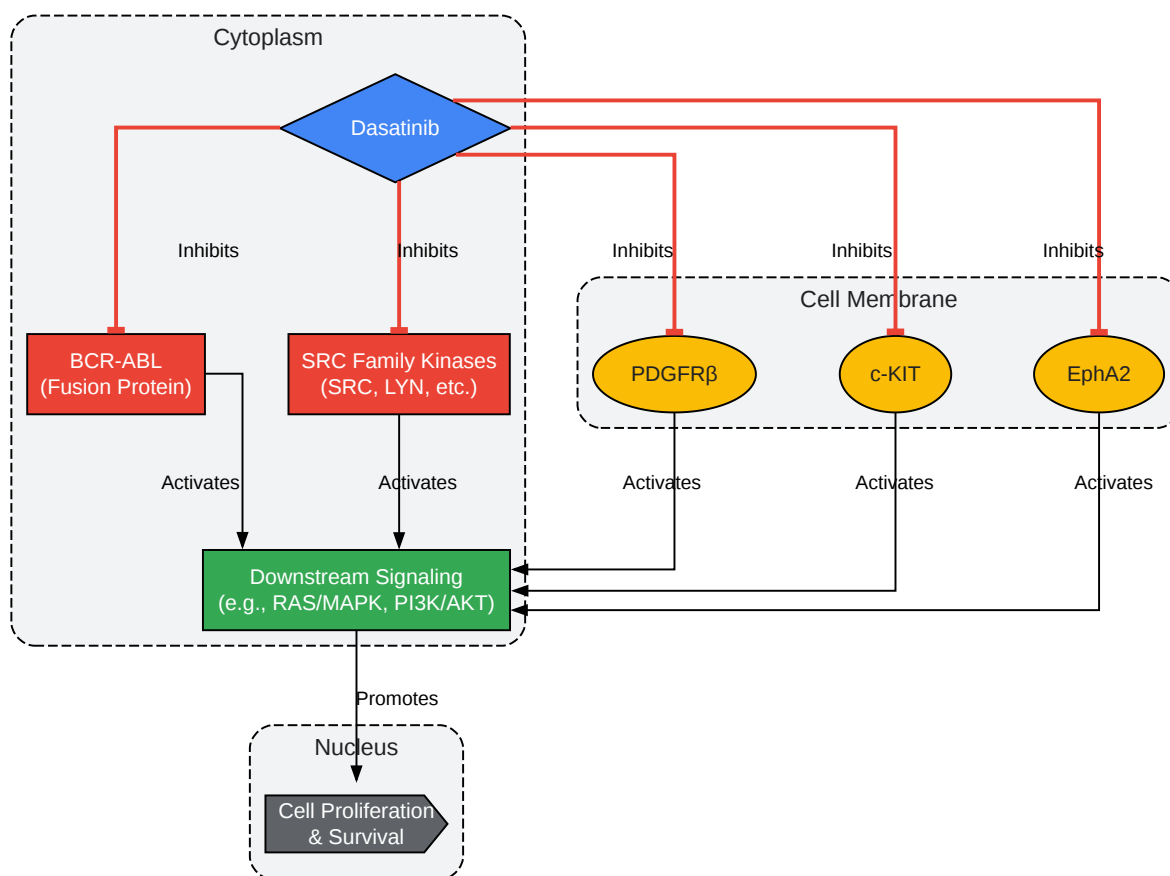 Cytoplasm
Dasatinib
Inhibits
Inhibits
Inhibits
Inhibits
Inhibits
Cell Membrane
BCR-ABL
(Fusion Protein)
SRC Family Kinases
(SRC, LYN, etc.)
PDGFRβ
c-KIT
EphA2
Activates
Activates
Activates
Activates
Activates
Downstream Signaling
(e.g., RAS/MAPK, PI3K/AKT)
Promotes
Nucleus
Cell Proliferation
& Survival